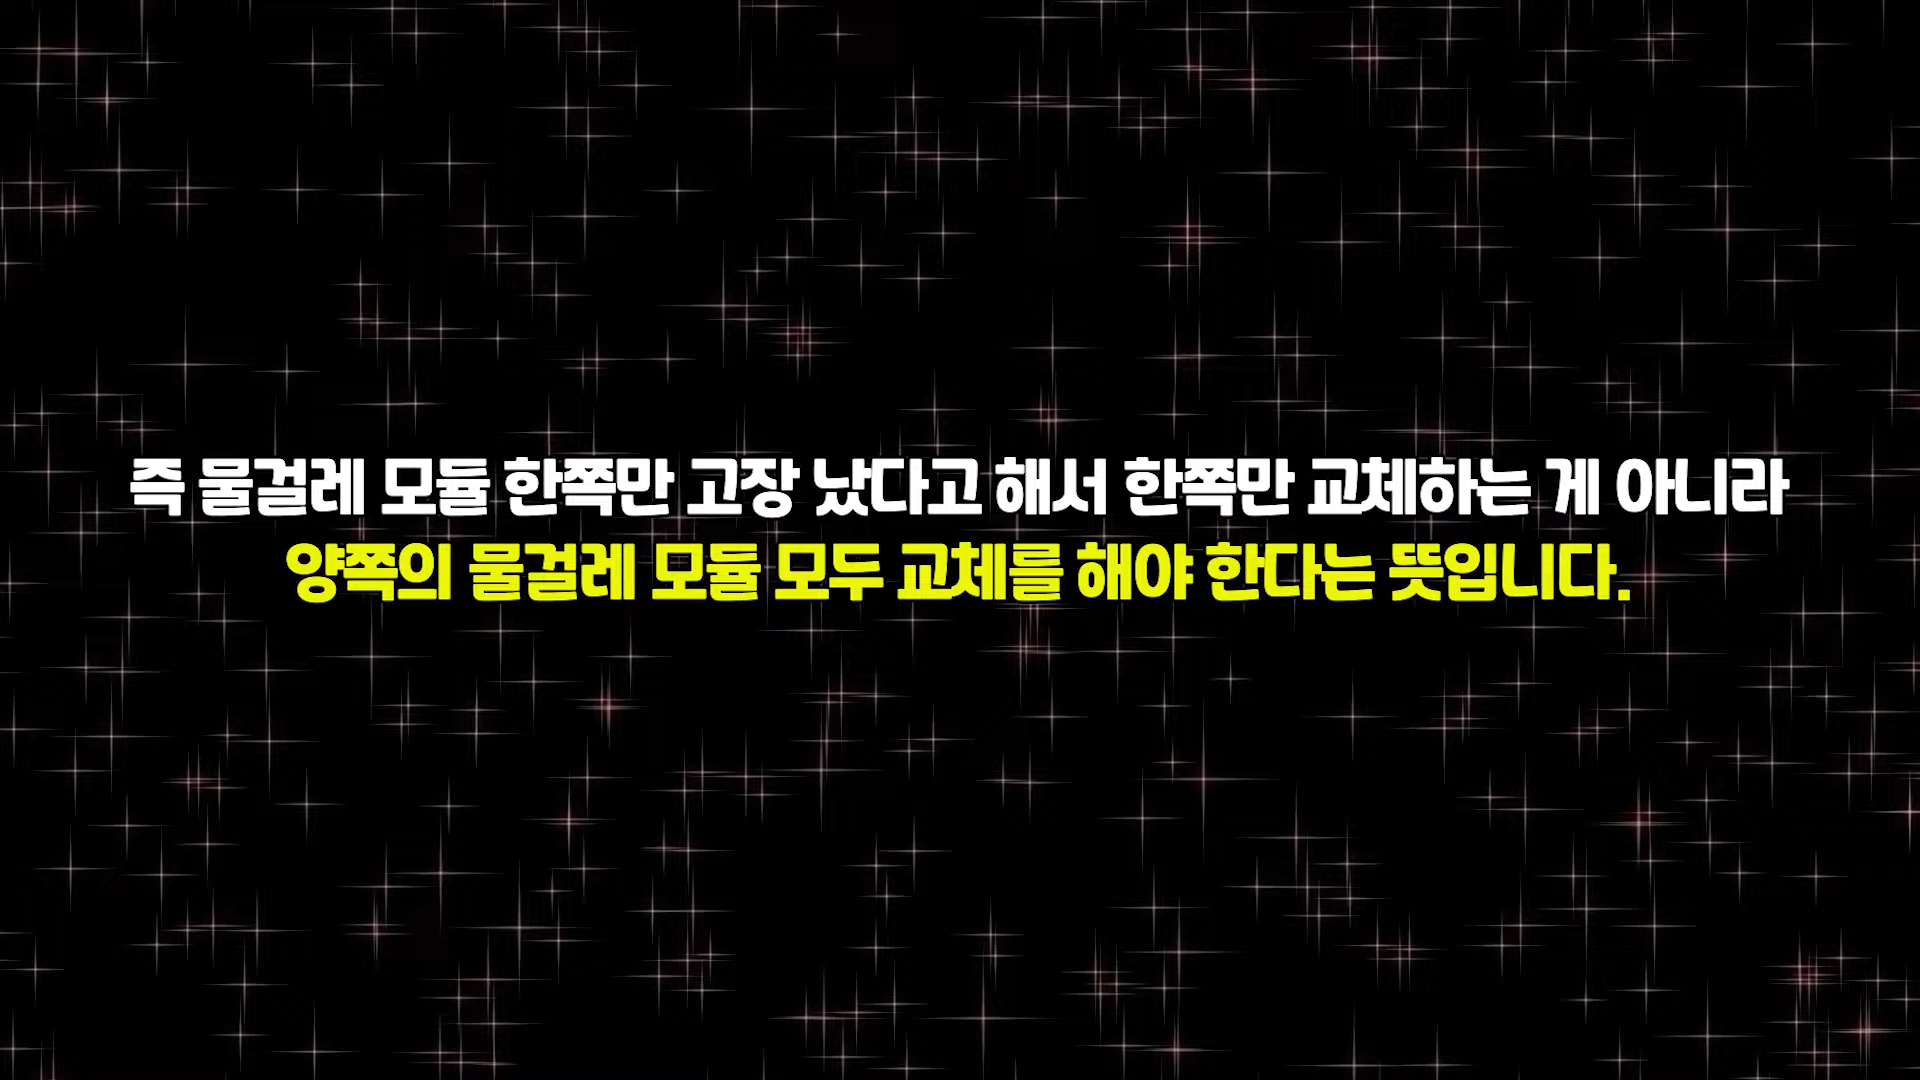 즉 물걸레 모듈 한쪽만 고장 났다고 해서 한쪽만 교체하는 게 아니라
양쪽의 물걸레 모듈 모두 교체를 해야 한다는 뜻입니다.